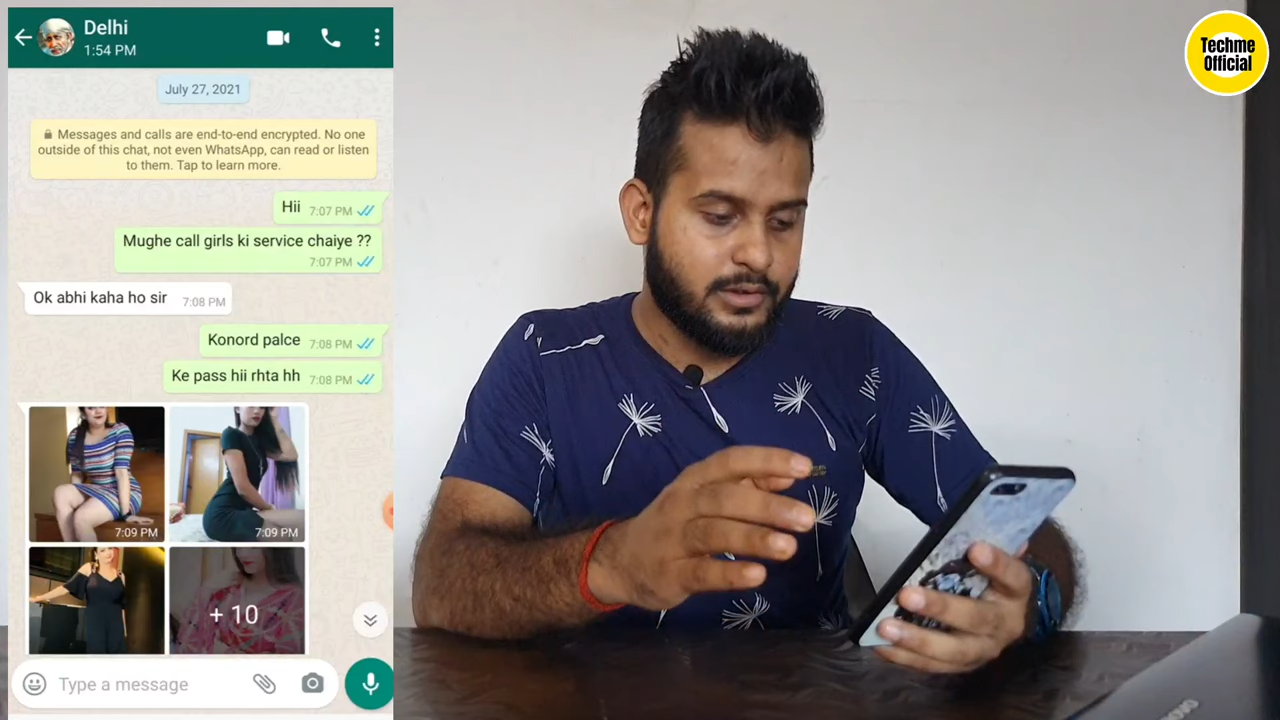 Delhi
1:54 PM
Techme
Official
July 27, 2021
Messages and calls are end-to-end encrypted. No one
outside of this chat, not even WhatsApp, can read or listen
to them. Tap to learn more.
Hii 7:07 PM
Mughe call girls ki service chaiye ??
7:07 PM
Ok abhi kaha ho sir 7:08 PM
Konord palce 7:08 PM
Ke pass hii rhta hh 7:08 PM
7:09 PM 7:09 PM
+ 10
Type a message